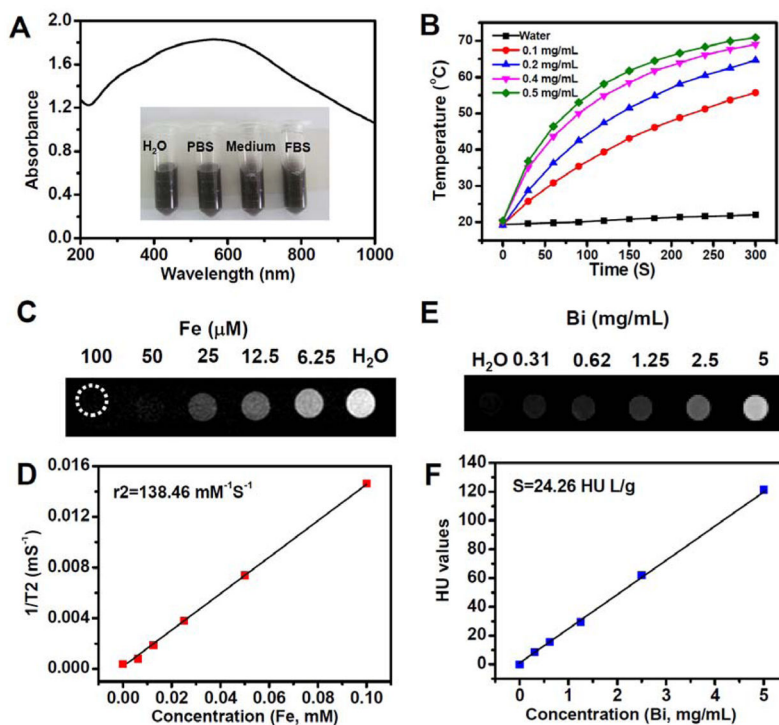 A
Absorbance
2.0
1.6
1.2
0.8
0.4
0.0
H2O PBS Medium FBS
200 400 600 800 1000
Wavelength (nm)
B
Temperature (°C)
70
60
50
40
30
20
Water
0.1 mg/mL
0.2 mg/mL
0.4 mg/mL
0.5 mg/mL
0 50 100 150 200 250 300
Time (S)
C
Fe (μM)
100 50 25 12.5 6.25 H2O
E
Bi (mg/mL)
H2O 0.31 0.62 1.25 2.5 5
D
1/T2 (mS-1)
0.016
0.012
0.008
0.004
0.000
r2=138.46 mM-1S-1
0.00 0.02 0.04 0.06 0.08 0.10
Concentration (Fe, mM)
F
HU values
140
120
100
80
60
40
20
0
S=24.26 HU L/g
0 1 2 3 4 5
Concentration (Bi, mg/mL)